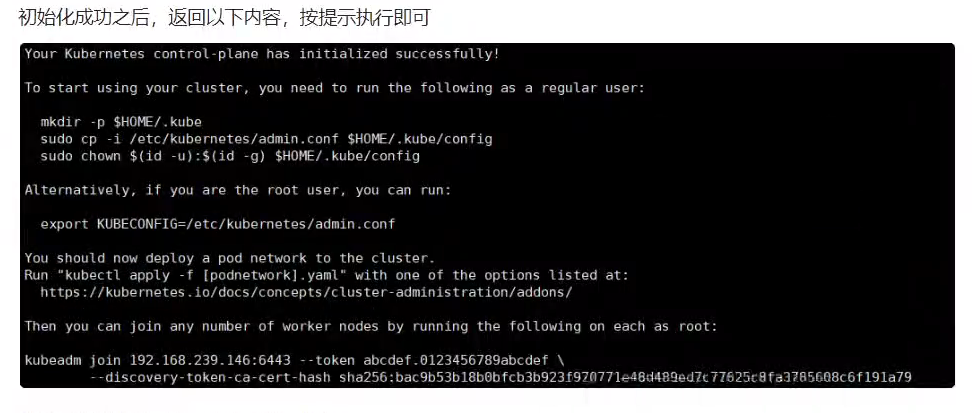 初始化成功之后，返回以下内容，按提示执行即可
Your Kubernetes control-plane has initialized successfully!
To start using your cluster, you need to run the following as a regular user:
mkdir -p $HOME/.kube
sudo cp -i /etc/kubernetes/admin.conf $HOME/.kube/config
sudo chown $(id -u):$(id -g) $HOME/.kube/config
Alternatively, if you are the root user, you can run:
export KUBECONFIG=/etc/kubernetes/admin.conf
You should now deploy a pod network to the cluster.
Run "kubectl apply -f [podnetwork].yaml" with one of the options listed at:
https://kubernetes.io/docs/concepts/cluster-administration/addons/
Then you can join any number of worker nodes by running the following on each as root:
kubeadm join 192.168.239.146:6443 --token abcdef.0123456789abcdef \
--discovery-token-ca-cert-hash sha256:bac9b53b18b0bfcb3b923f970771e48d489ed7c77625c8fa3785608c6f191a79